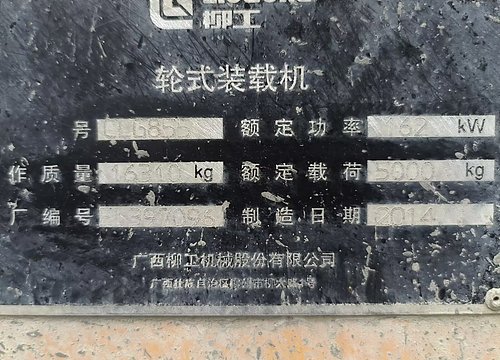 柳工
轮式装载机
号 CLG855 额定功率 162 kW
作质量 16310 kg 额定载荷 5000 kg
厂编号 制造日期 2014
广西柳工机械股份有限公司